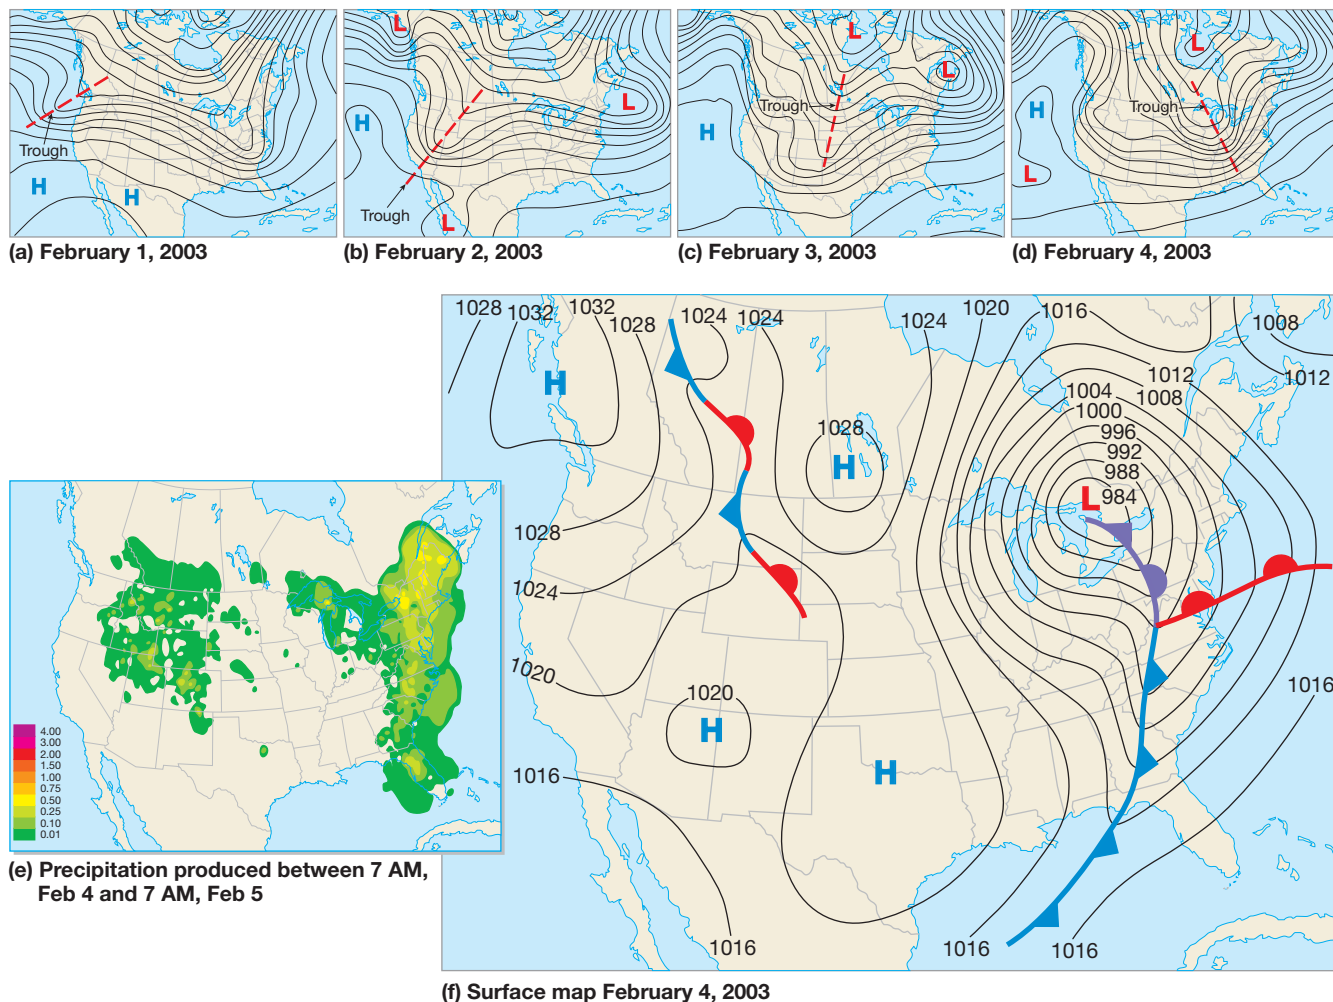 Trough
H
H
(a) February 1, 2003
L
H
L
Trough
L
(b) February 2, 2003
L
L
Trough
H
(c) February 3, 2003
L
H
Trough
L
(d) February 4, 2003
1028
1032
1032
1028
1024
1024
1024
1020
1016
1008
1012
1012
1008
1004
1000
996
992
988
984
L
H
1028
H
1028
1024
1020
1020
H
H
1016
1016
1016
1016
1016
(f) Surface map February 4, 2003
4.00
3.00
2.00
1.50
1.00
0.75
0.50
0.25
0.10
0.01
(e) Precipitation produced between 7 AM,
Feb 4 and 7 AM, Feb 5